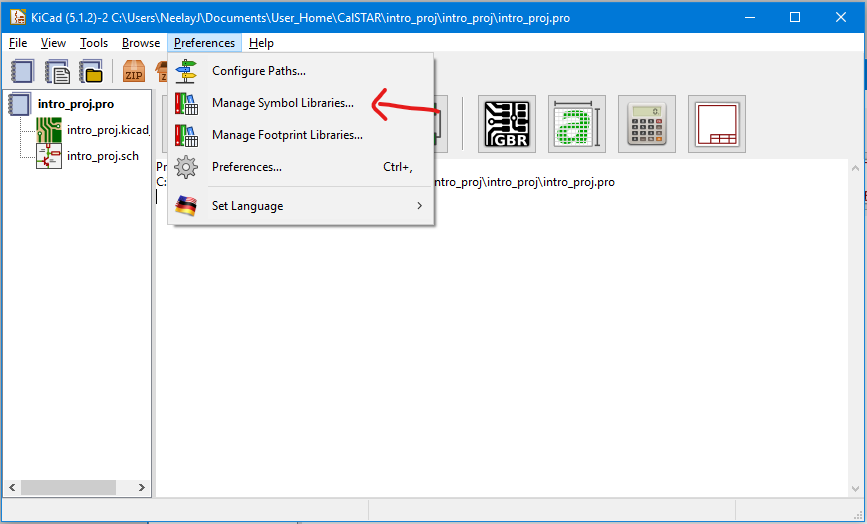 KiCad (5.1.2)-2 C:\Users\NeelayJ\Documents\User_Home\CalSTAR\intro_proj\intro_proj\intro_proj.pro
File View Tools Browse Preferences Help
ZIP
Configure Paths...
Manage Symbol Libraries...
Manage Footprint Libraries...
Preferences... Ctrl+,
Set Language
intro_proj.pro
intro_proj.kicad_
intro_proj.sch
GBR
a
0.
Pr
C:
ntro_proj\intro_proj\intro_proj.pro